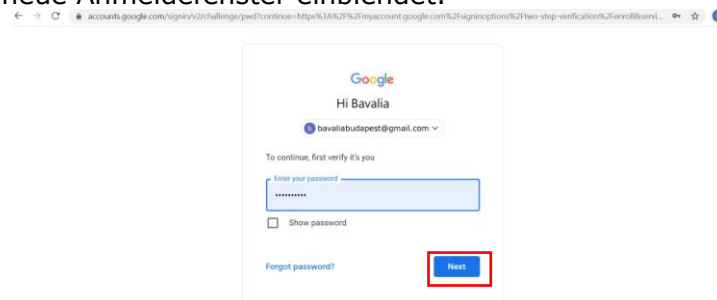 neue Anmeldefenster einblendet.
accounts.google.com/signin/v2/challenge/pwd?continue=https%3A%2F%2Fmyaccount.google.com%2Fsigninoptions%2Ftwo-step-verification%2Fenroll&servi...
Google
Hi Bavalia
b bavaliabudapest@gmail.com
To continue, first verify it's you
Enter your password
Show password
Forgot password?
Next